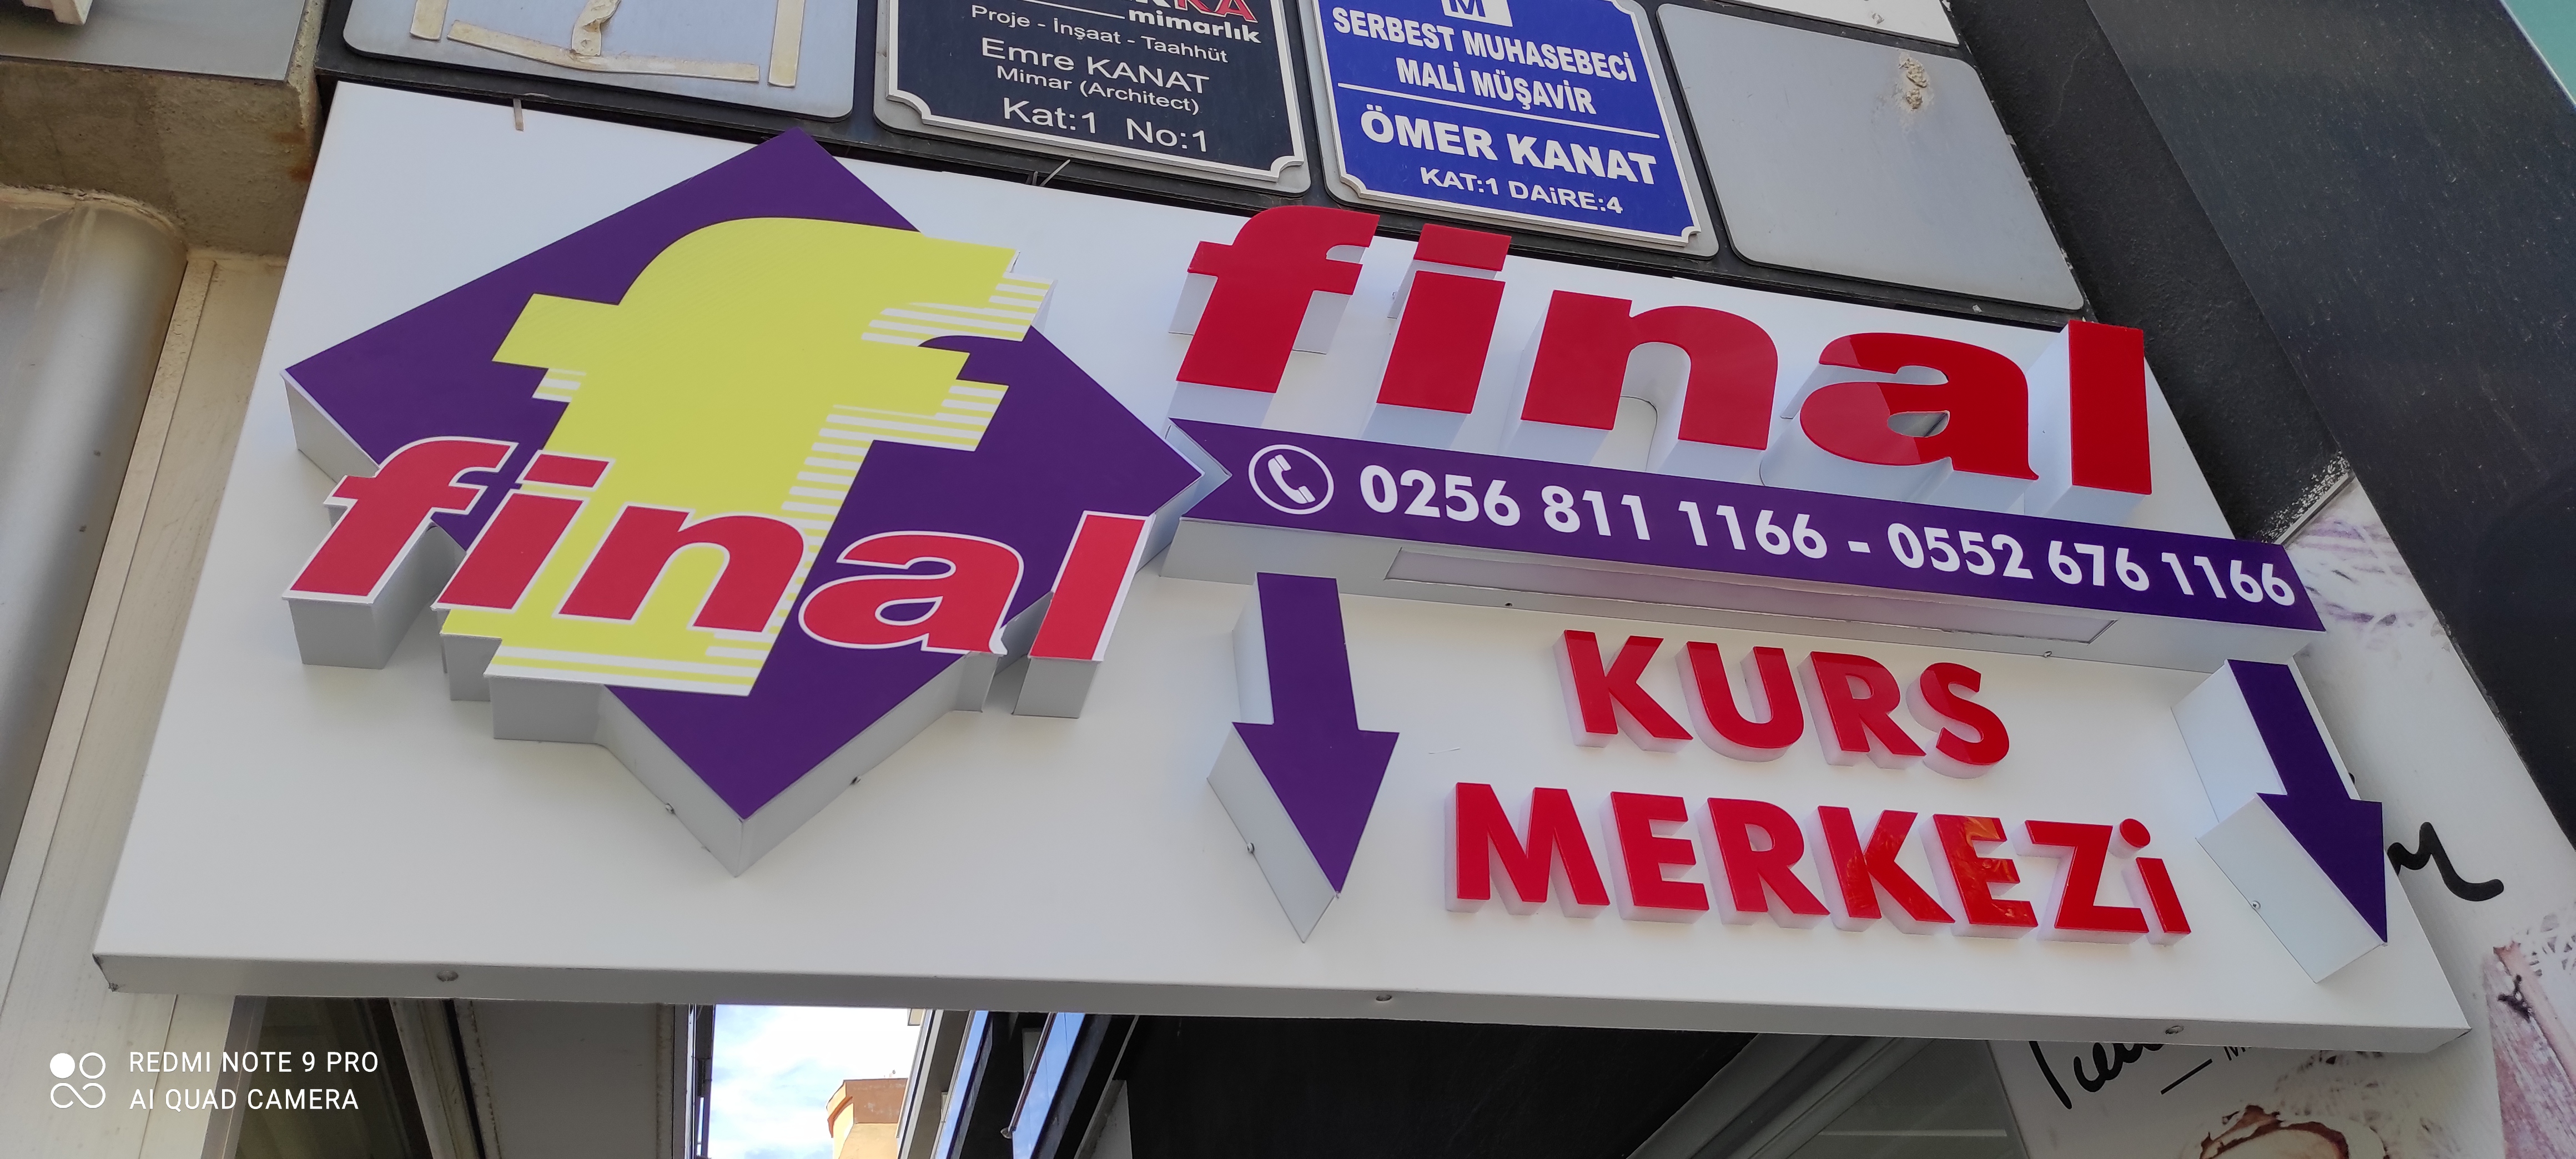 mimarlık
Proje - İnşaat - Taahhüt
Emre KANAT
Mimar (Architect)
Kat:1 No:1
M
SERBEST MUHASEBECİ
MALİ MÜŞAVİR
ÖMER KANAT
KAT:1 DAİRE:4
f
final
final
0256 811 1166 - 0552 676 1166
KURS
MERKEZİ
REDMI NOTE 9 PRO
AI QUAD CAMERA